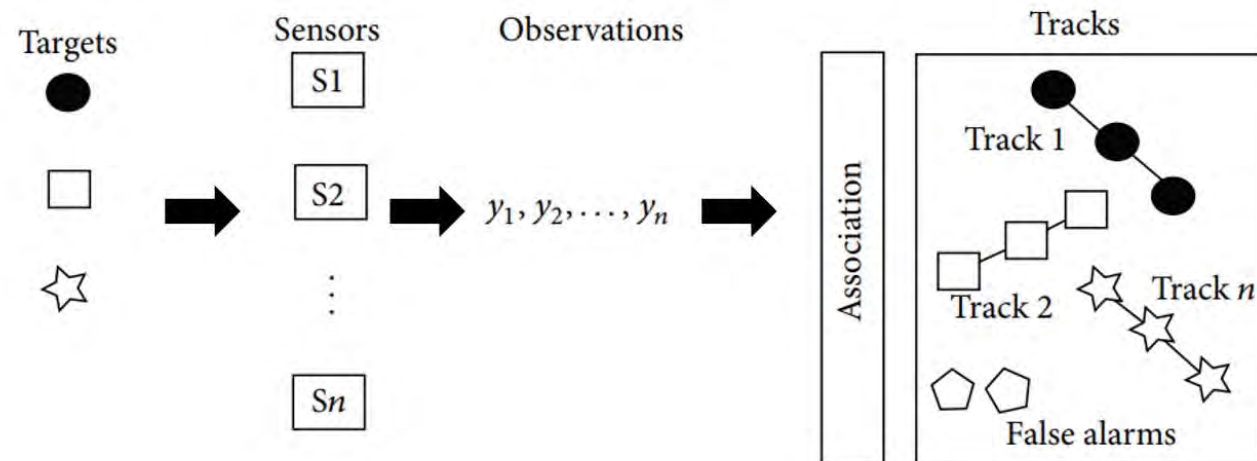 Targets
Sensors
Observations
Tracks
S1
S2
⋮
Sn
y₁, y₂, ..., yₙ
Association
Track 1
Track 2
Track n
False alarms